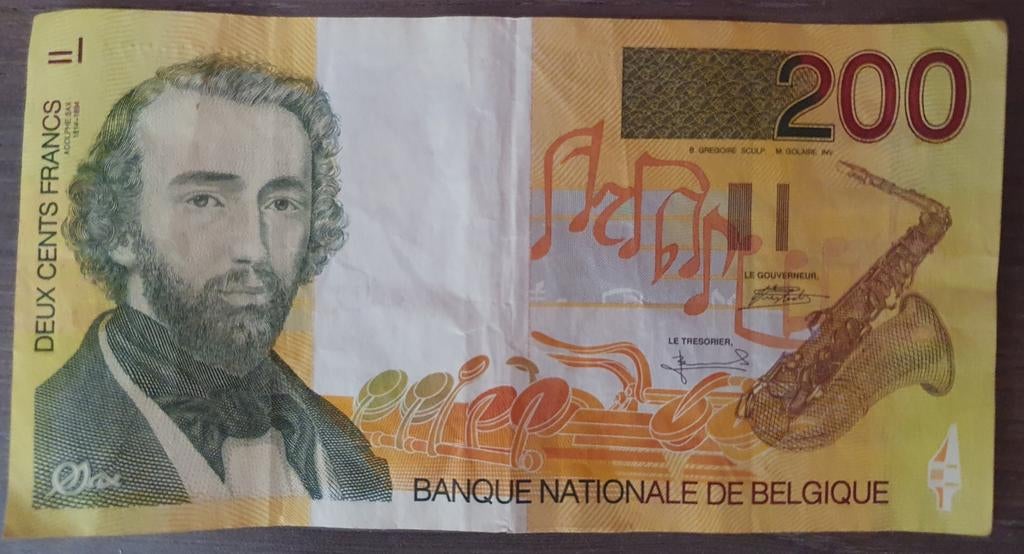 DEUX CENTS FRANCS
ADOLPHE SAX
1814-1894
200
B. GREGOIRE SCULP. M. GOLAIRE INV.
LE GOUVERNEUR,
LE TRESORIER,
Sax
BANQUE NATIONALE DE BELGIQUE